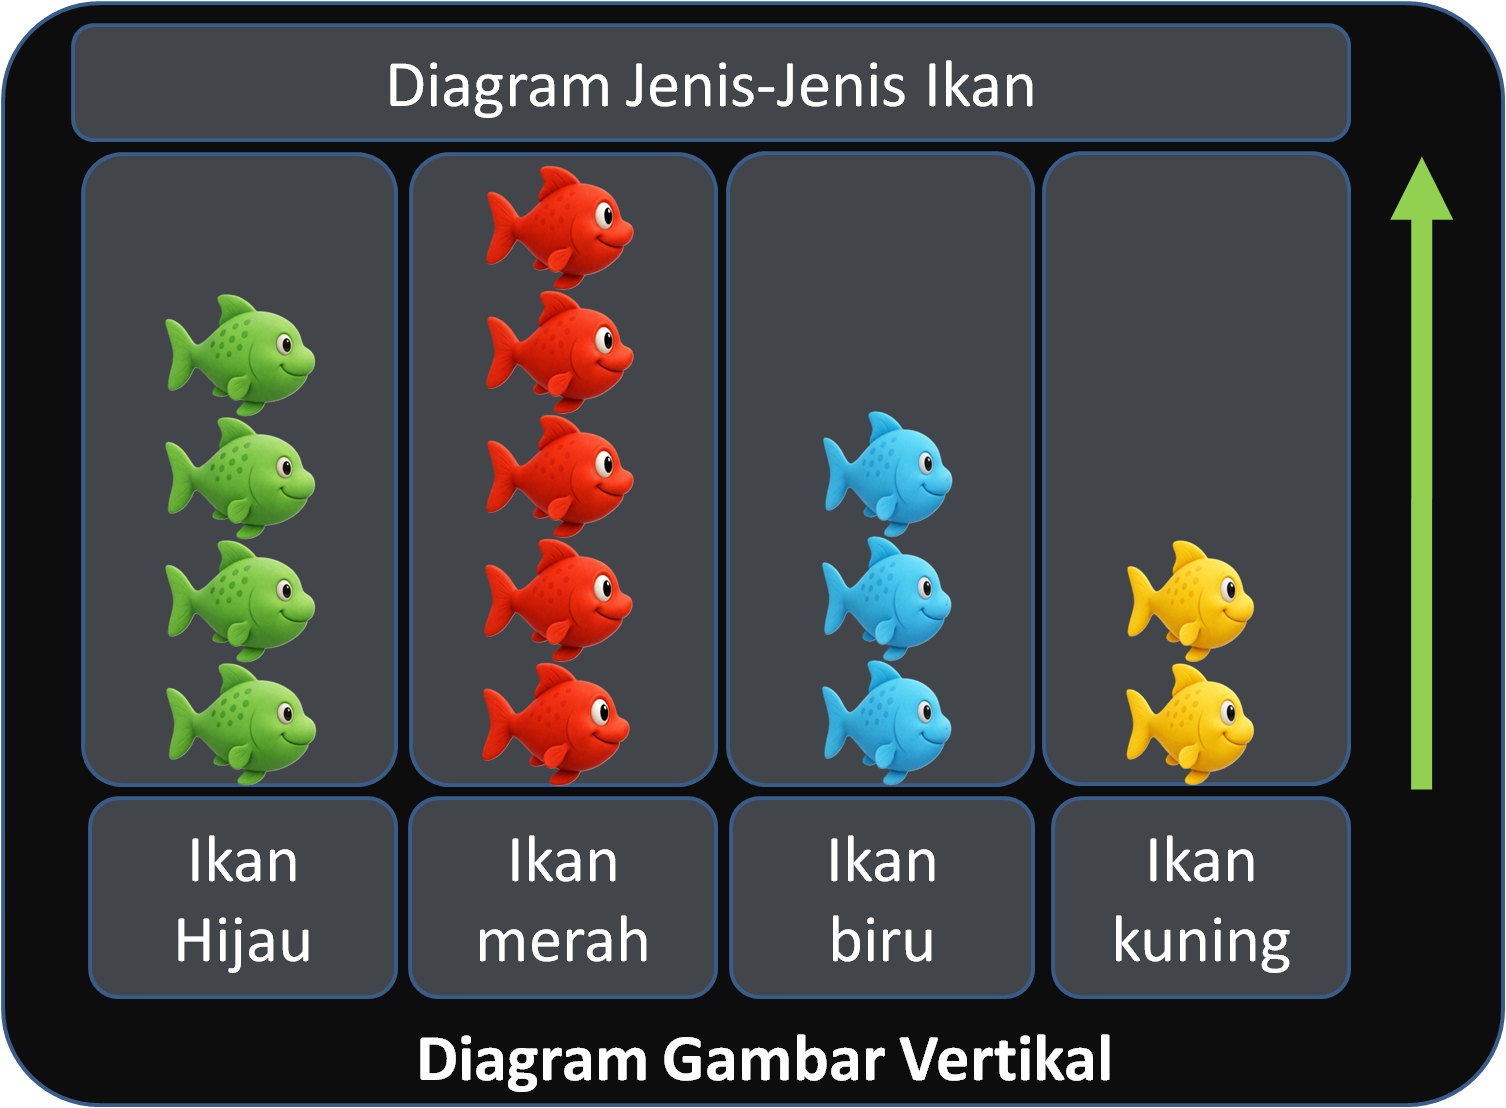 Diagram Jenis-Jenis Ikan
Ikan
Hijau
Ikan
merah
Ikan
biru
Ikan
kuning
Diagram Gambar Vertikal